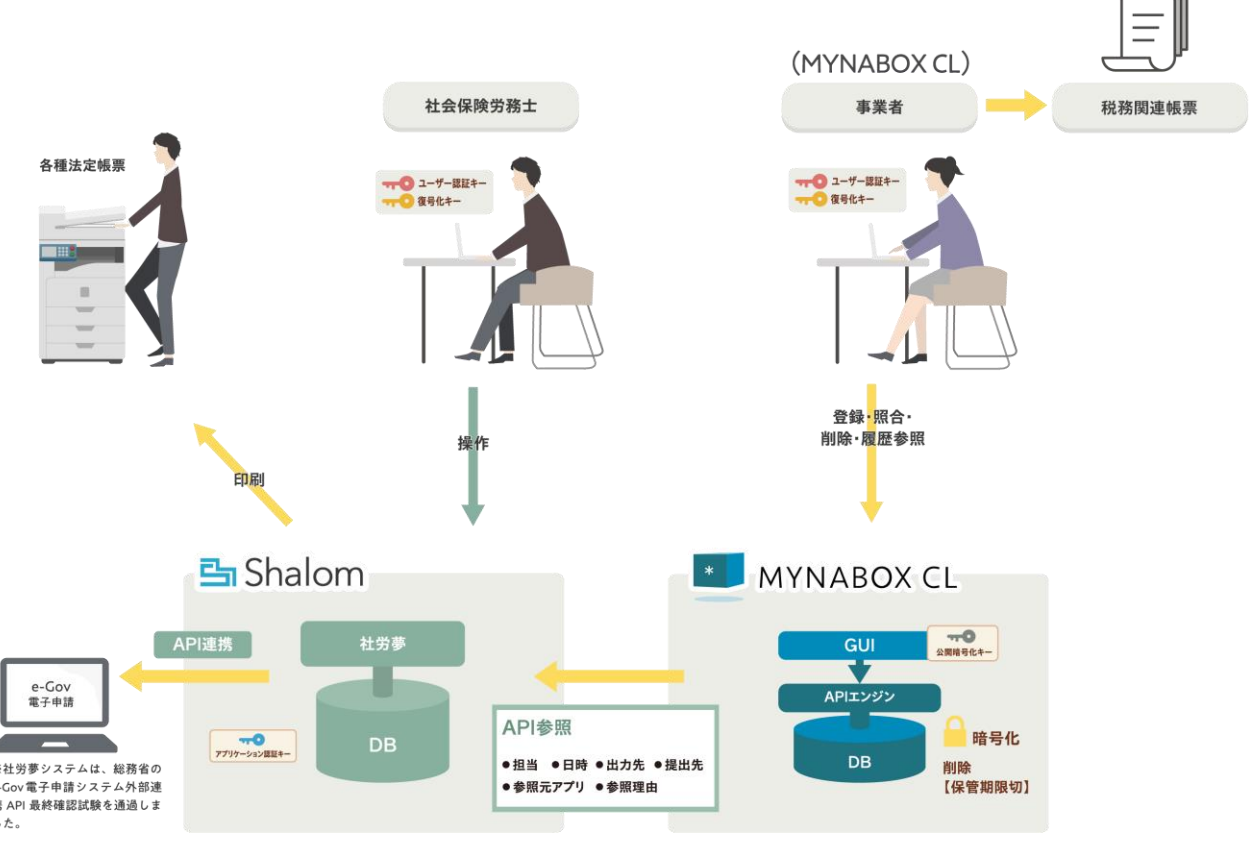 (MYNABOX CL)
社会保険労務士
事業者
税務関連帳票
各種法定帳票
ユーザー認証キー
復号化キー
ユーザー認証キー
復号化キー
操作
登録・照合・
削除・履歴参照
印刷
Shalom
* MYNABOX CL
API連携
社労夢
GUI
公開暗号化キー
e-Gov
電子申請
APIエンジン
API参照
アプリケーション認証キー
DB
DB
暗号化
●担当 ●日時 ●出力先 ●提出先
●参照元アプリ ●参照理由
削除
【保管期限切】
社労夢システムは、総務省の
-Gov電子申請システム外部連
API 最終確認試験を通過しま
た。